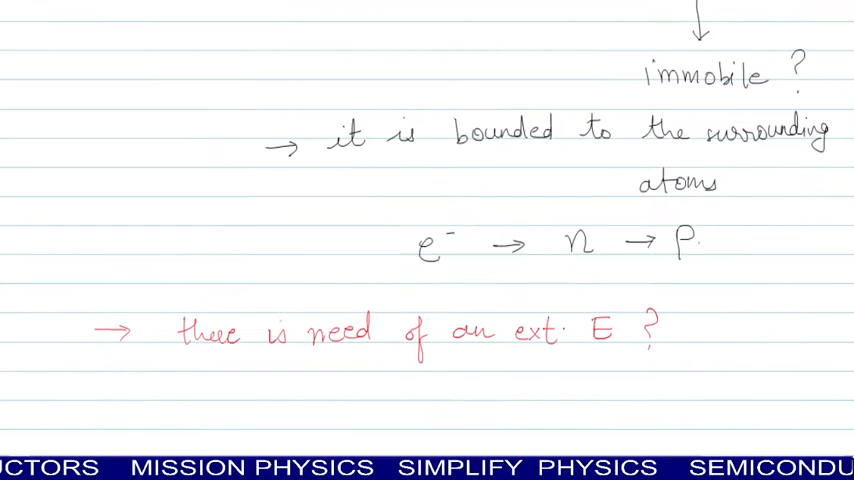 immobile ?
→ it is bounded to the surrounding
atoms
e⁻ → n → p.
→ there is need of an ext. E ?
UCTORS MISSION PHYSICS SIMPLIFY PHYSICS SEMICONDU